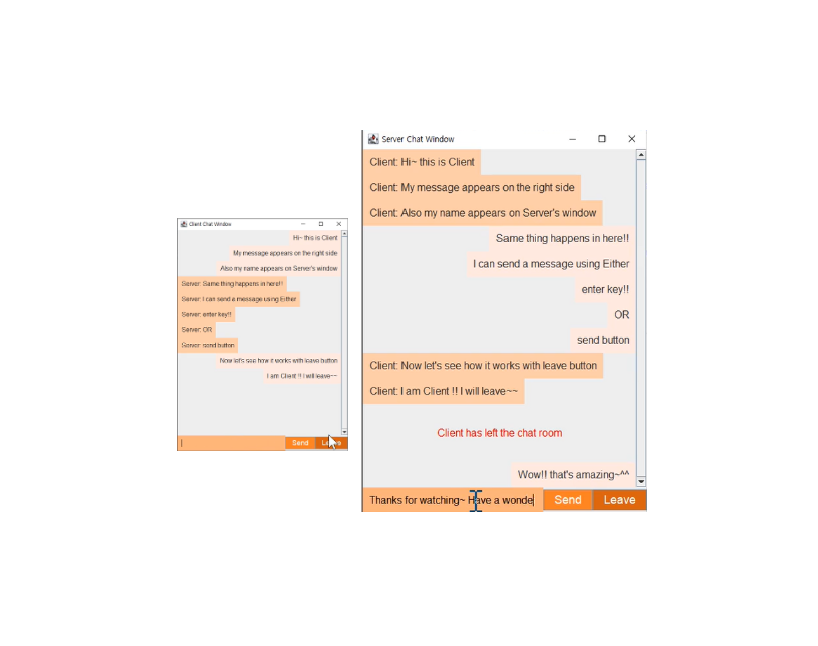 Client Chat Window
Hi~ this is Client
My message appears on the right side
Also my name appears on Server's window
Server: Same thing happens in here!!
Server: I can send a message using Either
Server: enter key!!
Server: OR
Server: send button
Now let's see how it works with leave button
I am Client !! I will leave~~
Send
Leave
Server Chat Window
Client: Hi~ this is Client
Client: My message appears on the right side
Client: Also my name appears on Server's window
Same thing happens in here!!
I can send a message using Either
enter key!!
OR
send button
Client: Now let's see how it works with leave button
Client: I am Client !! I will leave~~
Client has left the chat room
Wow!! that's amazing~^^
Thanks for watching~ Have a wonde
Send
Leave